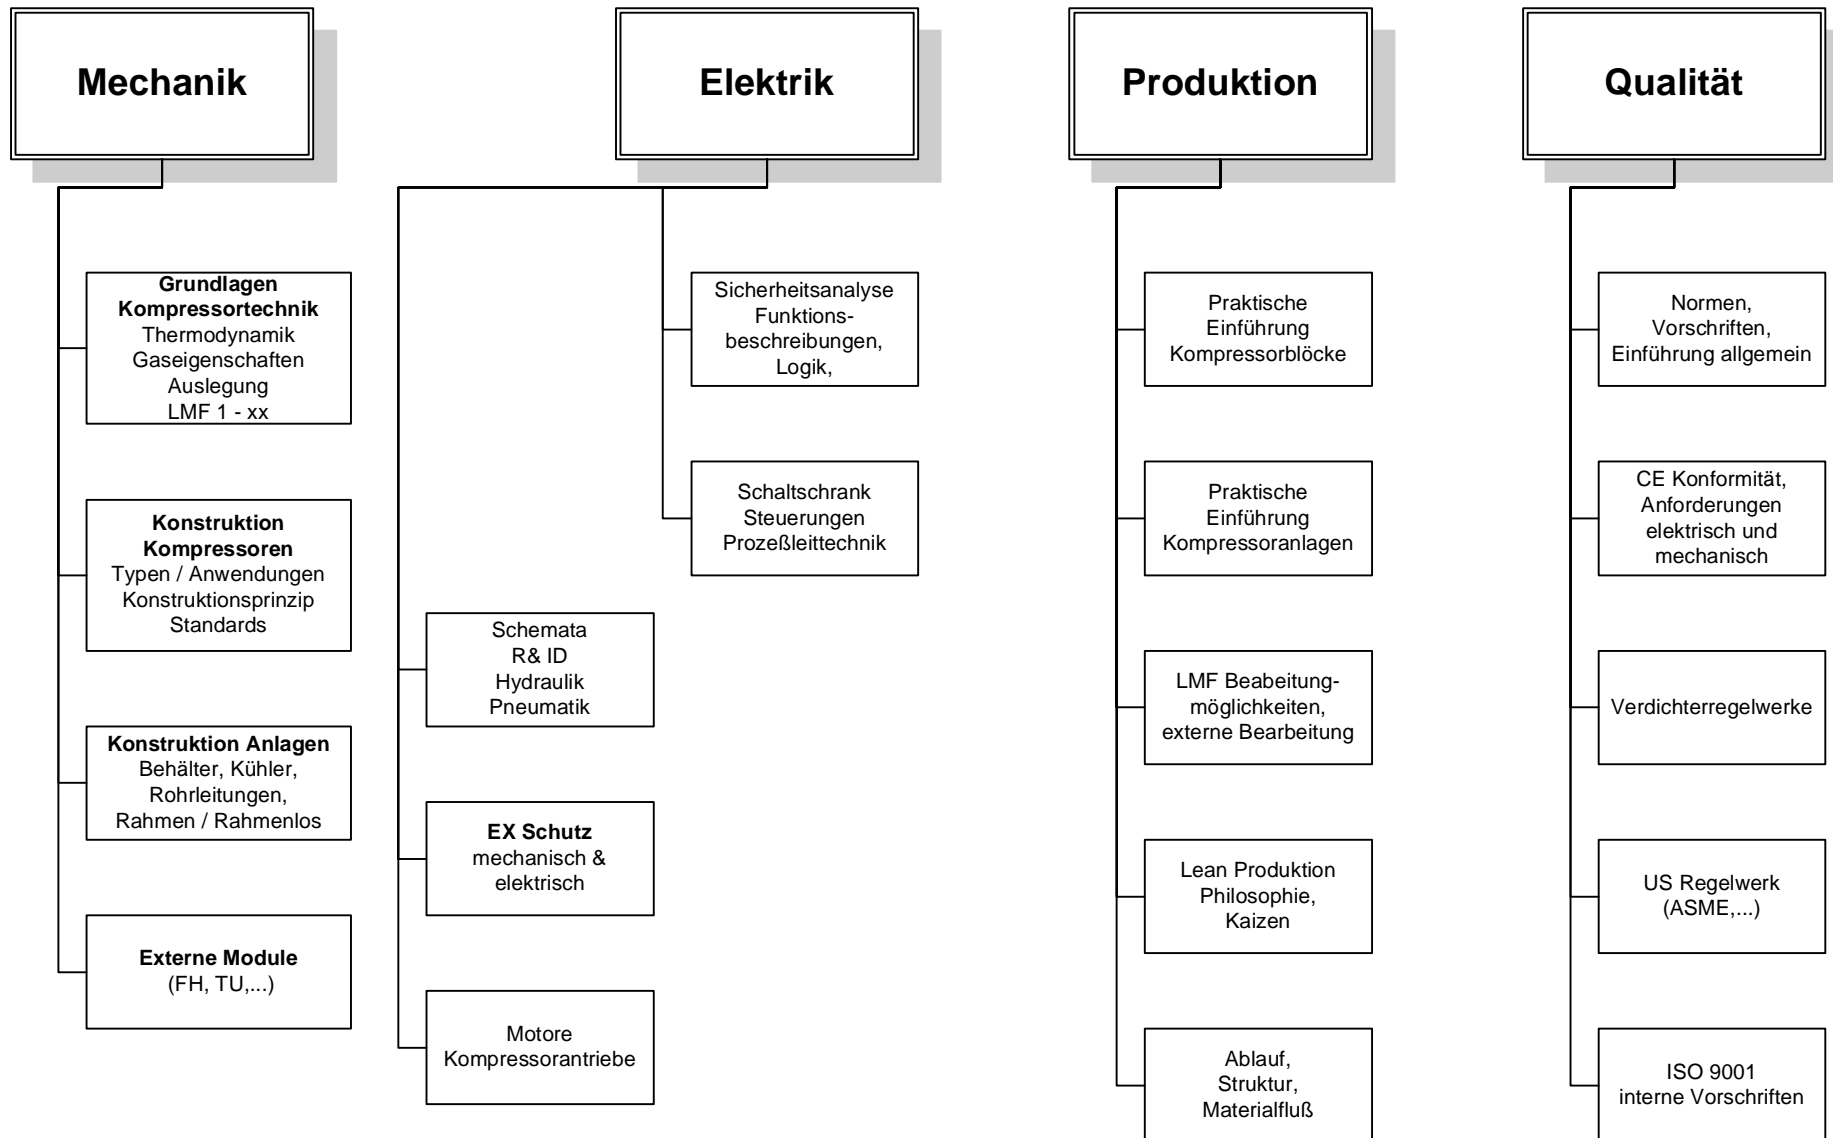 Mechanik
Elektrik
Produktion
Qualität
Grundlagen
Kompressortechnik
Thermodynamik
Gaseigenschaften
Auslegung
LMF 1 - xx
Konstruktion
Kompressoren
Typen / Anwendungen
Konstruktionsprinzip
Standards
Konstruktion Anlagen
Behälter, Kühler,
Rohrleitungen,
Rahmen / Rahmenlos
Externe Module
(FH, TU,...)
Sicherheitsanalyse
Funktions-
beschreibungen,
Logik,
Schaltschrank
Steuerungen
Prozeßleittechnik
Schemata
R& ID
Hydraulik
Pneumatik
EX Schutz
mechanisch &
elektrisch
Motore
Kompressorantriebe
Praktische
Einführung
Kompressorblöcke
Praktische
Einführung
Kompressoranlagen
LMF Beabeitung-
möglichkeiten,
externe Bearbeitung
Lean Produktion
Philosophie,
Kaizen
Ablauf,
Struktur,
Materialfluß
Normen,
Vorschriften,
Einführung allgemein
CE Konformität,
Anforderungen
elektrisch und
mechanisch
Verdichterregelwerke
US Regelwerk
(ASME,...)
ISO 9001
interne Vorschriften